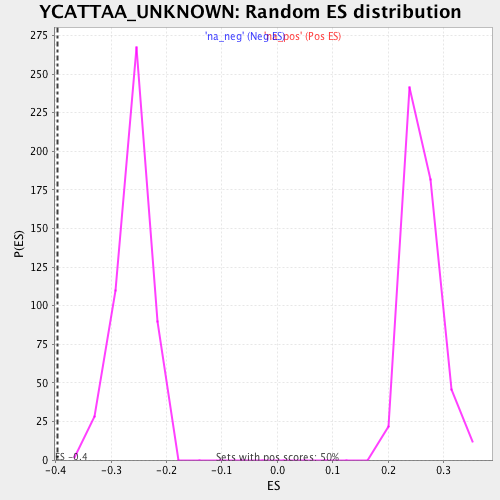 YCATTAA_UNKNOWN: Random ES distribution
'na_neg' (Neg ES) 'na_pos' (Pos ES)
275
250
225
200
175
150
125
100
75
50
25
0
P(ES)
ES -0.4
Sets with pos scores: 50%
-0.4 -0.3 -0.2 -0.1 0.0 0.1 0.2 0.3
ES